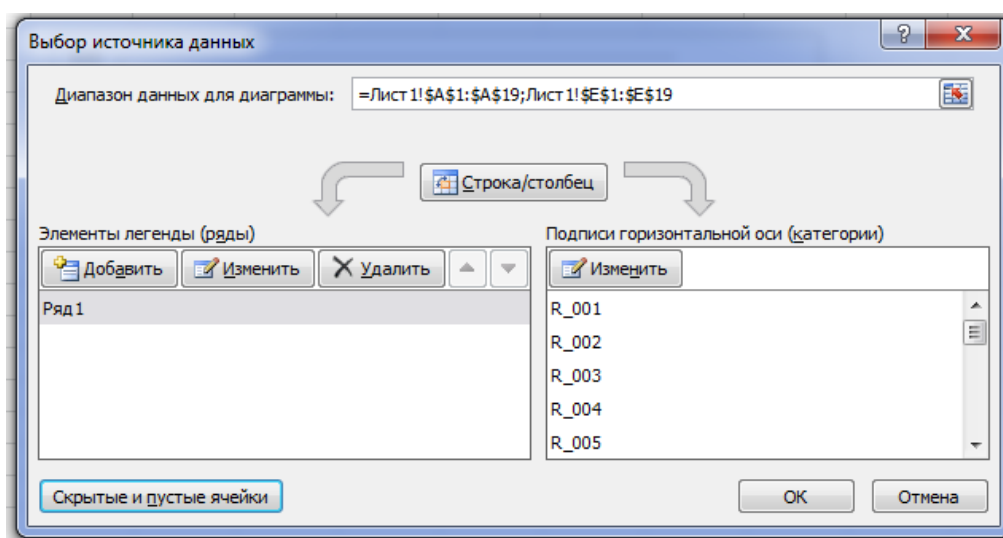 Выбор источника данных
Диапазон данных для диаграммы: =Лист1!$A$1:$A$19;Лист1!$E$1:$E$19
Строка/столбец
Элементы легенды (ряды)
Добавить Изменить Удалить
Ряд1
Подписи горизонтальной оси (категории)
Изменить
R_001
R_002
R_003
R_004
R_005
Скрытые и пустые ячейки
ОК Отмена